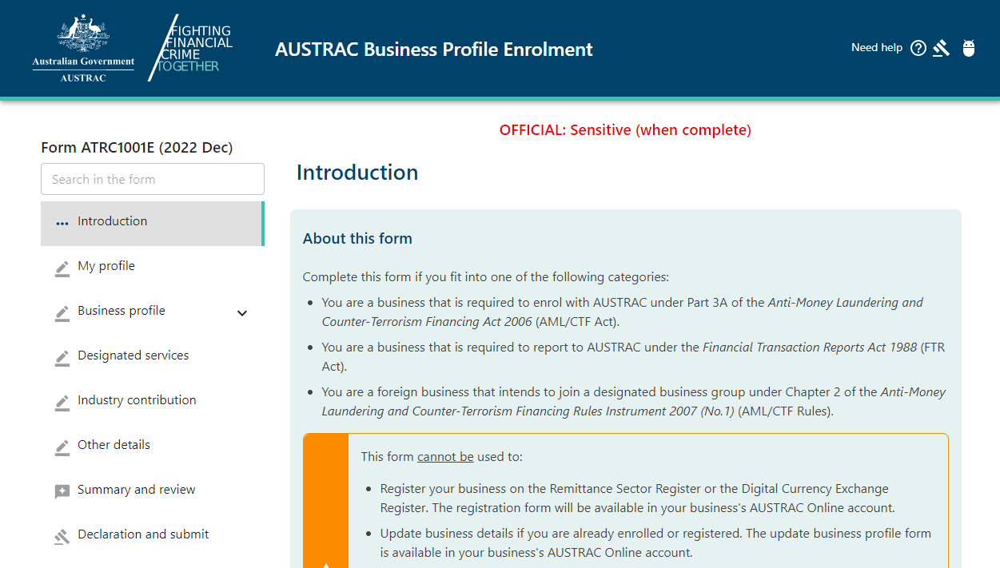 Australian Government
AUSTRAC
FIGHTING
FINANCIAL
CRIME
TOGETHER
AUSTRAC Business Profile Enrolment
Need help
OFFICIAL: Sensitive (when complete)
Form ATRC1001E (2022 Dec)
Search in the form
Introduction
My profile
Business profile
Designated services
Industry contribution
Other details
Summary and review
Declaration and submit
Introduction
About this form
Complete this form if you fit into one of the following categories:
• You are a business that is required to enrol with AUSTRAC under Part 3A of the Anti-Money Laundering and
Counter-Terrorism Financing Act 2006 (AML/CTF Act).
• You are a business that is required to report to AUSTRAC under the Financial Transaction Reports Act 1988 (FTR
Act).
• You are a foreign business that intends to join a designated business group under Chapter 2 of the Anti-Money
Laundering and Counter-Terrorism Financing Rules Instrument 2007 (No.1) (AML/CTF Rules).
This form cannot be used to:
• Register your business on the Remittance Sector Register or the Digital Currency Exchange
Register. The registration form will be available in your business's AUSTRAC Online account.
• Update business details if you are already enrolled or registered. The update business profile form
is available in your business's AUSTRAC Online account.